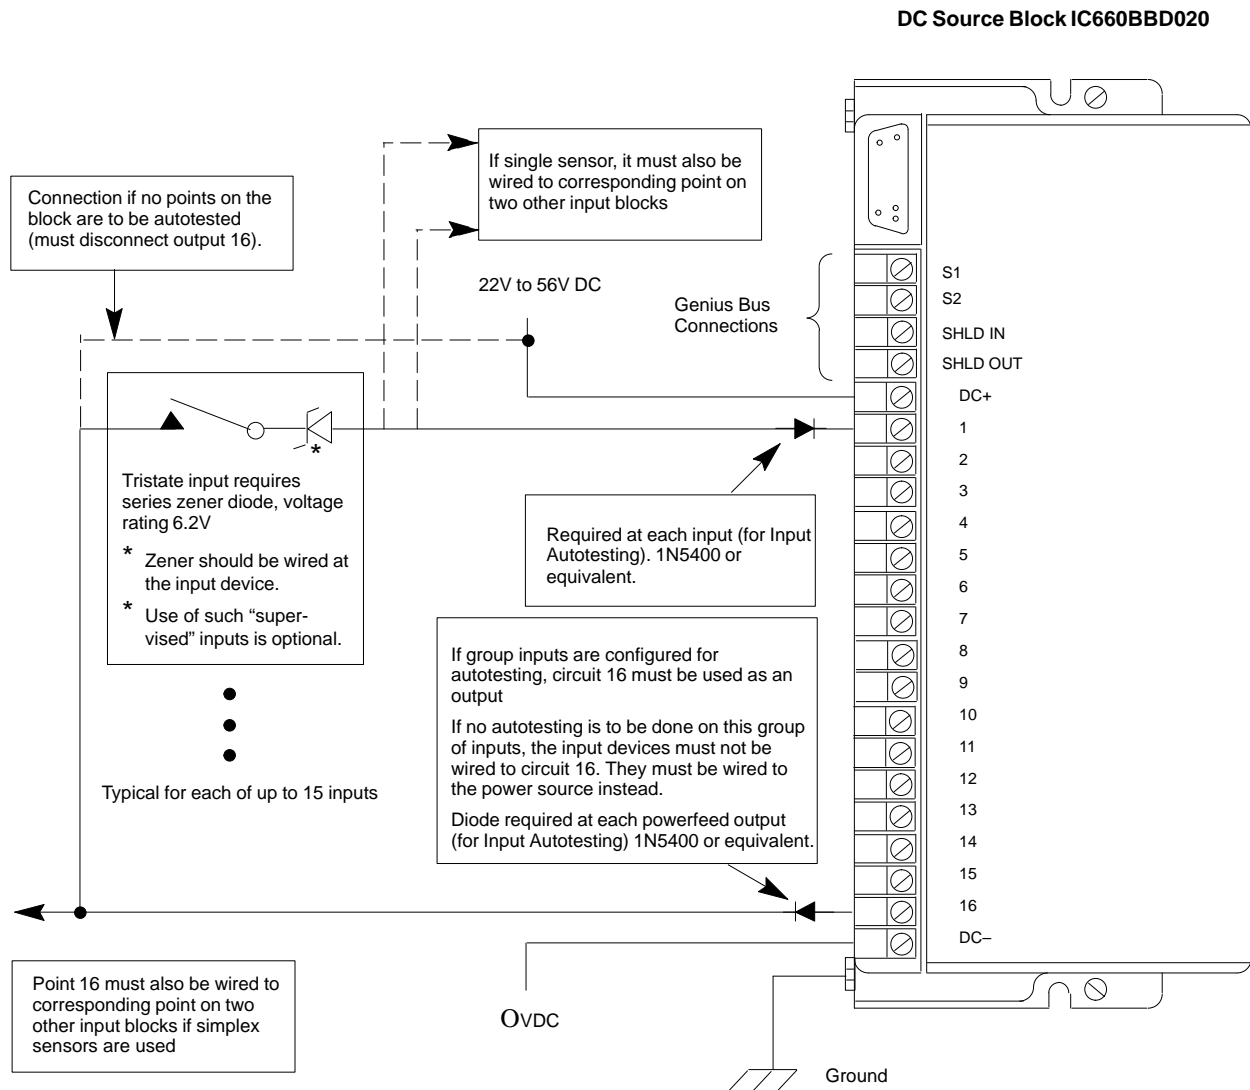 DC Source Block IC660BBD020
If single sensor, it must also be
wired to corresponding point on
two other input blocks
Connection if no points on the
block are to be autotested
(must disconnect output 16).
22V to 56V DC
Genius Bus
Connections
S1
S2
SHLD IN
SHLD OUT
DC+
1
2
3
4
5
6
7
8
9
10
11
12
13
14
15
16
DC–
*
Tristate input requires
series zener diode, voltage
rating 6.2V
* Zener should be wired at
the input device.
* Use of such “super-
vised” inputs is optional.
Required at each input (for Input
Autotesting). 1N5400 or
equivalent.
If group inputs are configured for
autotesting, circuit 16 must be used as an
output
If no autotesting is to be done on this group
of inputs, the input devices must not be
wired to circuit 16. They must be wired to
the power source instead.
Diode required at each powerfeed output
(for Input Autotesting) 1N5400 or equivalent.
Typical for each of up to 15 inputs
Point 16 must also be wired to
corresponding point on two
other input blocks if simplex
sensors are used
OVDC
Ground